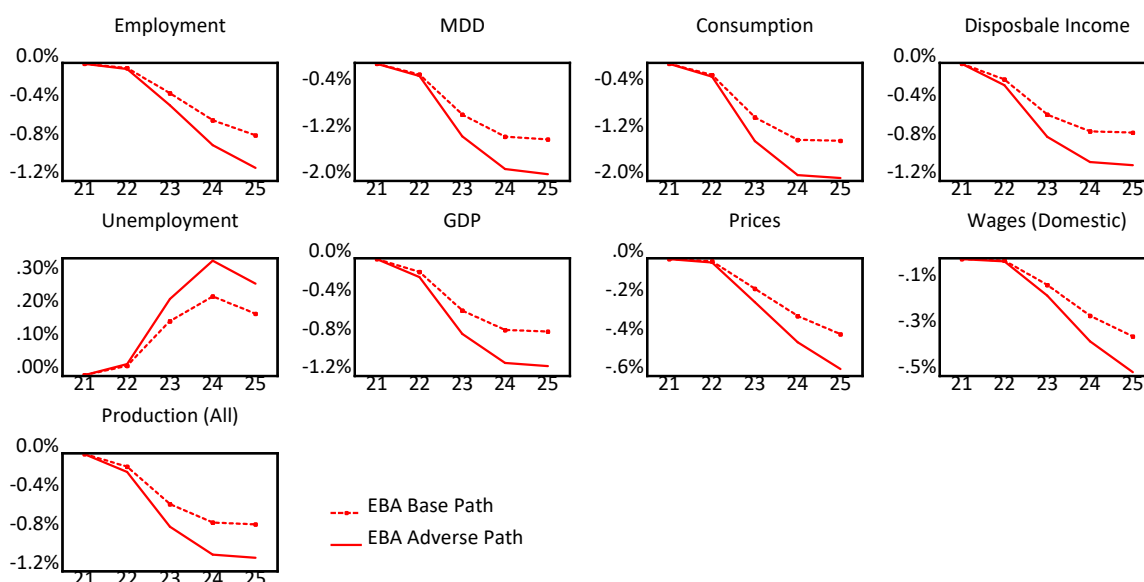 Employment MDD Consumption Disposbale Income
0.0%
-0.4%
-0.8%
-1.2%
21 22 23 24 25
-0.4%
-1.2%
-2.0%
21 22 23 24 25
-0.4%
-1.2%
-2.0%
21 22 23 24 25
0.0%
-0.4%
-0.8%
-1.2%
21 22 23 24 25
Unemployment GDP Prices Wages (Domestic)
.30%
.20%
.10%
.00%
21 22 23 24 25
0.0%
-0.4%
-0.8%
-1.2%
21 22 23 24 25
.0%
-.2%
-.4%
-.6%
21 22 23 24 25
-.1%
-.3%
-.5%
21 22 23 24 25
Production (All)
0.0%
-0.4%
-0.8%
-1.2%
21 22 23 24 25
EBA Base Path
EBA Adverse Path